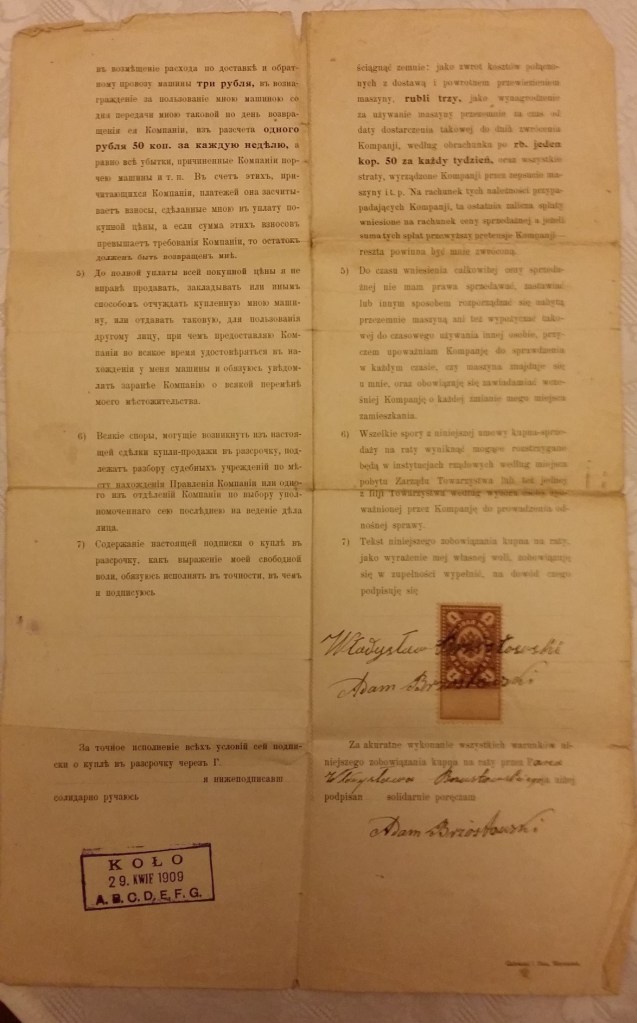 въ возмѣщеніе расхода по доставкѣ и обрат-
ному провозу машины три рубля, въ возна-
гражденіе за пользованіе мною машиною со
дня передачи мною таковой по день возвра-
щенія ея Компаніи, изъ разсчета одного
рубля 50 коп. за каждую недѣлю, а
равно всѣ убытки, причиненные Компаніи пор-
чею машины и т. п. Въ счетъ этихъ, при-
читающихся Компаніи, платежей она засчиты-
ваетъ взносы, сдѣланные мною въ уплату по-
купной цѣны, а если сумма этихъ взносовъ
превышаетъ требованія Компаніи, то остатокъ
долженъ быть возвращенъ мнѣ.
5) До полной уплаты всей покупной цѣны я не
вправѣ продавать, закладывать или инымъ
способомъ отчуждать купленную мною маши-
ну, или отдавать таковую, для пользованія
другому лицу, при чемъ предоставляю Ком-
паніи во всякое время удостовѣряться въ на-
хожденіи у меня машины и обязуюсь увѣдом-
лять заранѣе Компанію о всякой перемѣнѣ
моего мѣстожительства.
6) Всякіе споры, могущіе возникнуть изъ настоя-
щей сдѣлки купли-продажи въ разсрочку, под-
лежатъ разбору судебныхъ учрежденій по мѣ-
сту нахожденія Правленія Компаніи или одно-
го изъ отдѣленій Компаніи по выбору упол-
номоченнаго сею послѣднею на веденіе дѣла
лица.
7) Содержаніе настоящей подписки о куплѣ въ
разсрочку, какъ выраженіе моей свободной
воли, обязуюсь исполнять въ точности, въ чемъ
и подписуюсь
За точное исполненіе всѣхъ условій сей подпи-
ски о куплѣ въ разсрочку черезъ Г.
я нижеподписавш
солидарно ручаюсь
KOŁO
29. KWIE 1909
A. B. C. D. E. F. G.
ściągnąć zemnie: jako zwrot kosztów połączo-
nych z dostawą i powrotnem przewiezieniem
maszyny, rubli trzy, jako wynagrodzenie
za używanie maszyny przezemnie za czas od
daty dostarczenia takowej do dnia zwrócenia
Kompanji, według obrachunku po rb. jeden
kop. 50 za każdy tydzień, oraz wszystkie
straty, wyrządzone Kompanji przez zepsucie ma-
szyny i t. p. Na rachunek tych należności przypa-
padających Kompanji, ta ostatnia zalicza spłaty
wniesione na rachunek ceny sprzedażnej a jeżeli
suma tych spłat przewyższy pretensje Kompanji
reszta powinna być mnie zwróconą.
5) Do czasu wniesienia całkowitej ceny sprzeda-
żnej nie mam prawa sprzedawać, zastawiać
lub innym sposobem rozporządzać się nabytą
przezemnie maszyną ani też wypożyczać tako-
wej do czasowego używania innej osobie, przy-
czem upoważniam Kompanję do sprawdzenia
w każdym czasie, czy maszyna znajduje się
u mnie, oraz obowiązuję się zawiadamiać wcze-
śniej Kompanję o każdej zmianie mego miejsca
zamieszkania.
6) Wszelkie spory z niniejszej umowy kupna-sprze-
daży na raty wyniknąć mogące rozstrzygane
będą w instytucjach rządowych według miejsca
pobytu Zarządu Towarzystwa lub też jednej
z filji Towarzystwa według wyboru osoby upo-
ważnionej przez Kompanję do prowadzenia od-
nośnej sprawy.
7) Tekst niniejszego zobowiązania kupna na raty,
jako wyrażenie mej własnej woli, zobowiązuję
się w zupełności wypełnić, na dowód czego
podpisuję się
Władysław Brzostowski
Adam Brzostowski
Za akuratne wykonanie wszystkich warunków ni-
niejszego zobowiązania kupna na raty przez Pana
Władysława Brzostowskiego ja niżej
podpisan solidarnie poręczam
Adam Brzostowski